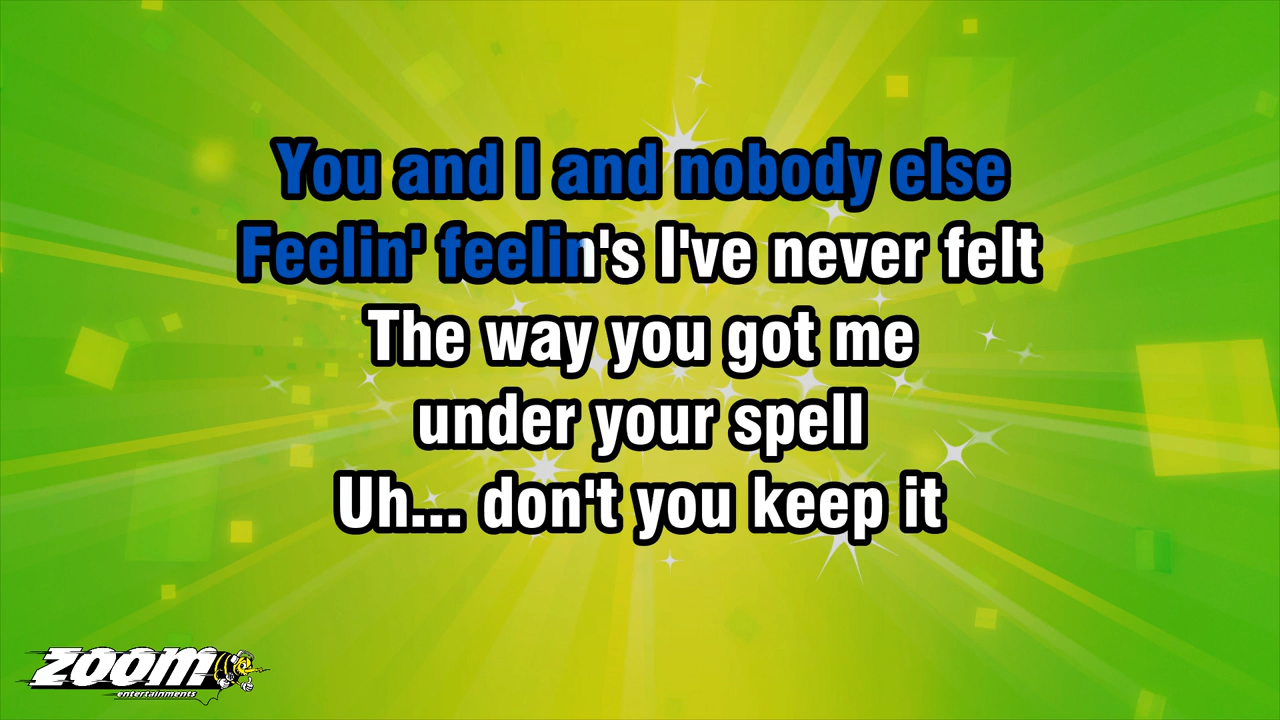 You and I and nobody else
Feelin' feelin's I've never felt
The way you got me
under your spell
Uh... don't you keep it
zoom
entertainments